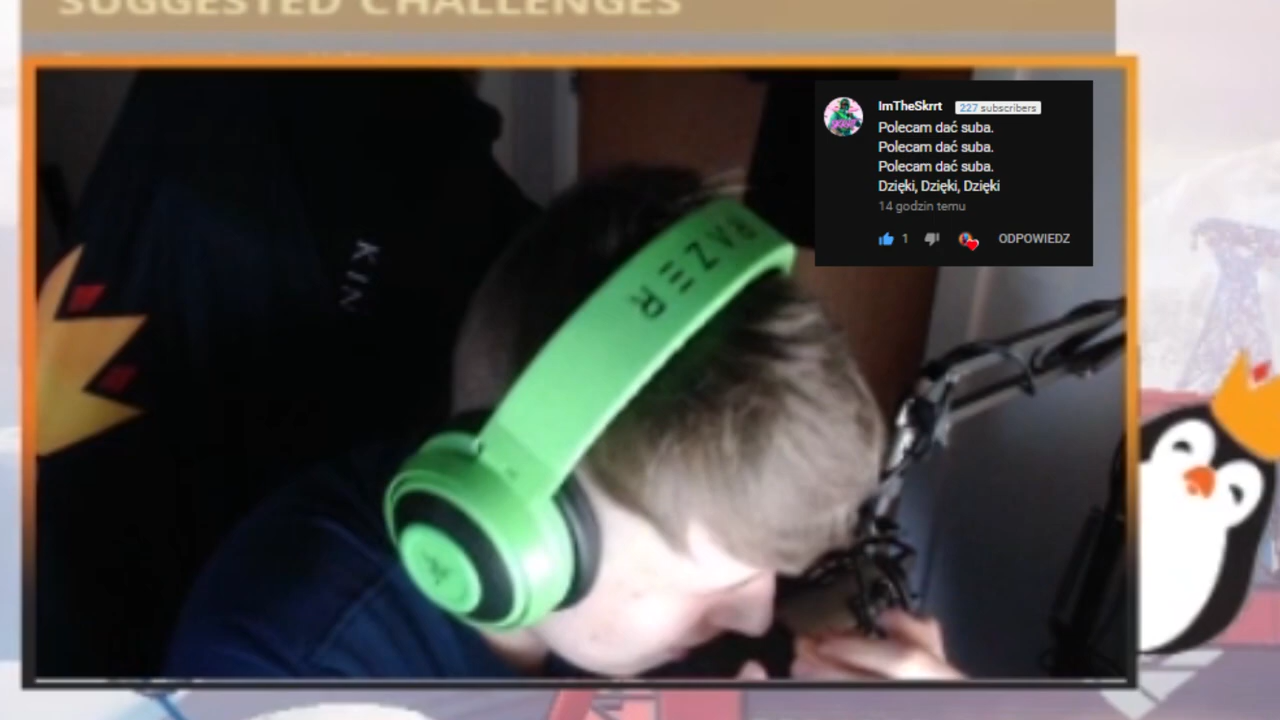 SUGGESTED CHALLENGES
KIN
RAZER
ImTheSkrrt 227 subscribers
Polecam dać suba.
Polecam dać suba.
Polecam dać suba.
Dzięki, Dzięki, Dzięki
14 godzin temu
1 ODPOWIEDZ